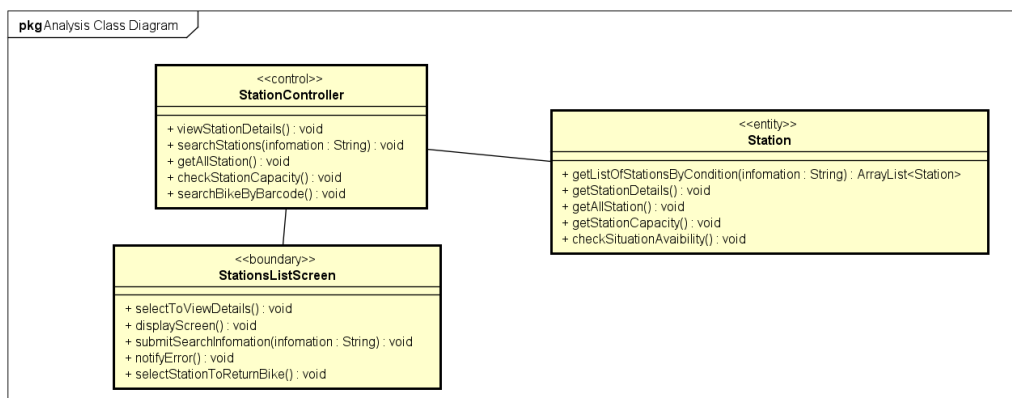 pkg Analysis Class Diagram
<<control>>
StationController
+ viewStationDetails() : void
+ searchStations(infomation : String) : void
+ getAllStation() : void
+ checkStationCapacity() : void
+ searchBikeByBarcode() : void
<<entity>>
Station
+ getListOfStationsByCondition(infomation : String) : ArrayList<Station>
+ getStationDetails() : void
+ getAllStation() : void
+ getStationCapacity() : void
+ checkSituationAvaibility() : void
<<boundary>>
StationsListScreen
+ selectToViewDetails() : void
+ displayScreen() : void
+ submitSearchInfomation(infomation : String) : void
+ notifyError() : void
+ selectStationToReturnBike() : void